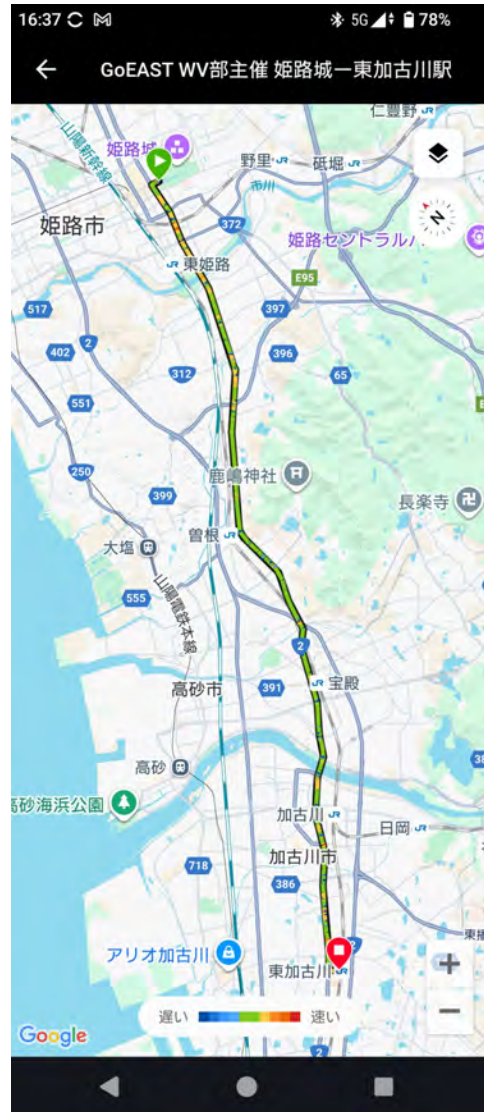 16:37
5G
78%
GoEAST WV部主催 姫路城ー東加古川駅
仁豊野
山陽新幹線
姫路城
野里
砥堀
市川
姫路市
372
姫路セントラルパ
東姫路
E95
517
397
2
402
396
65
312
551
250
鹿嶋神社
399
長楽寺
曽根
大塩
555
山陽電鉄本線
2
391
宝殿
高砂市
高砂
高砂海浜公園
加古川
日岡
718
加古川市
386
2
アリオ加古川
東加古川
遅い
速い
Google
2